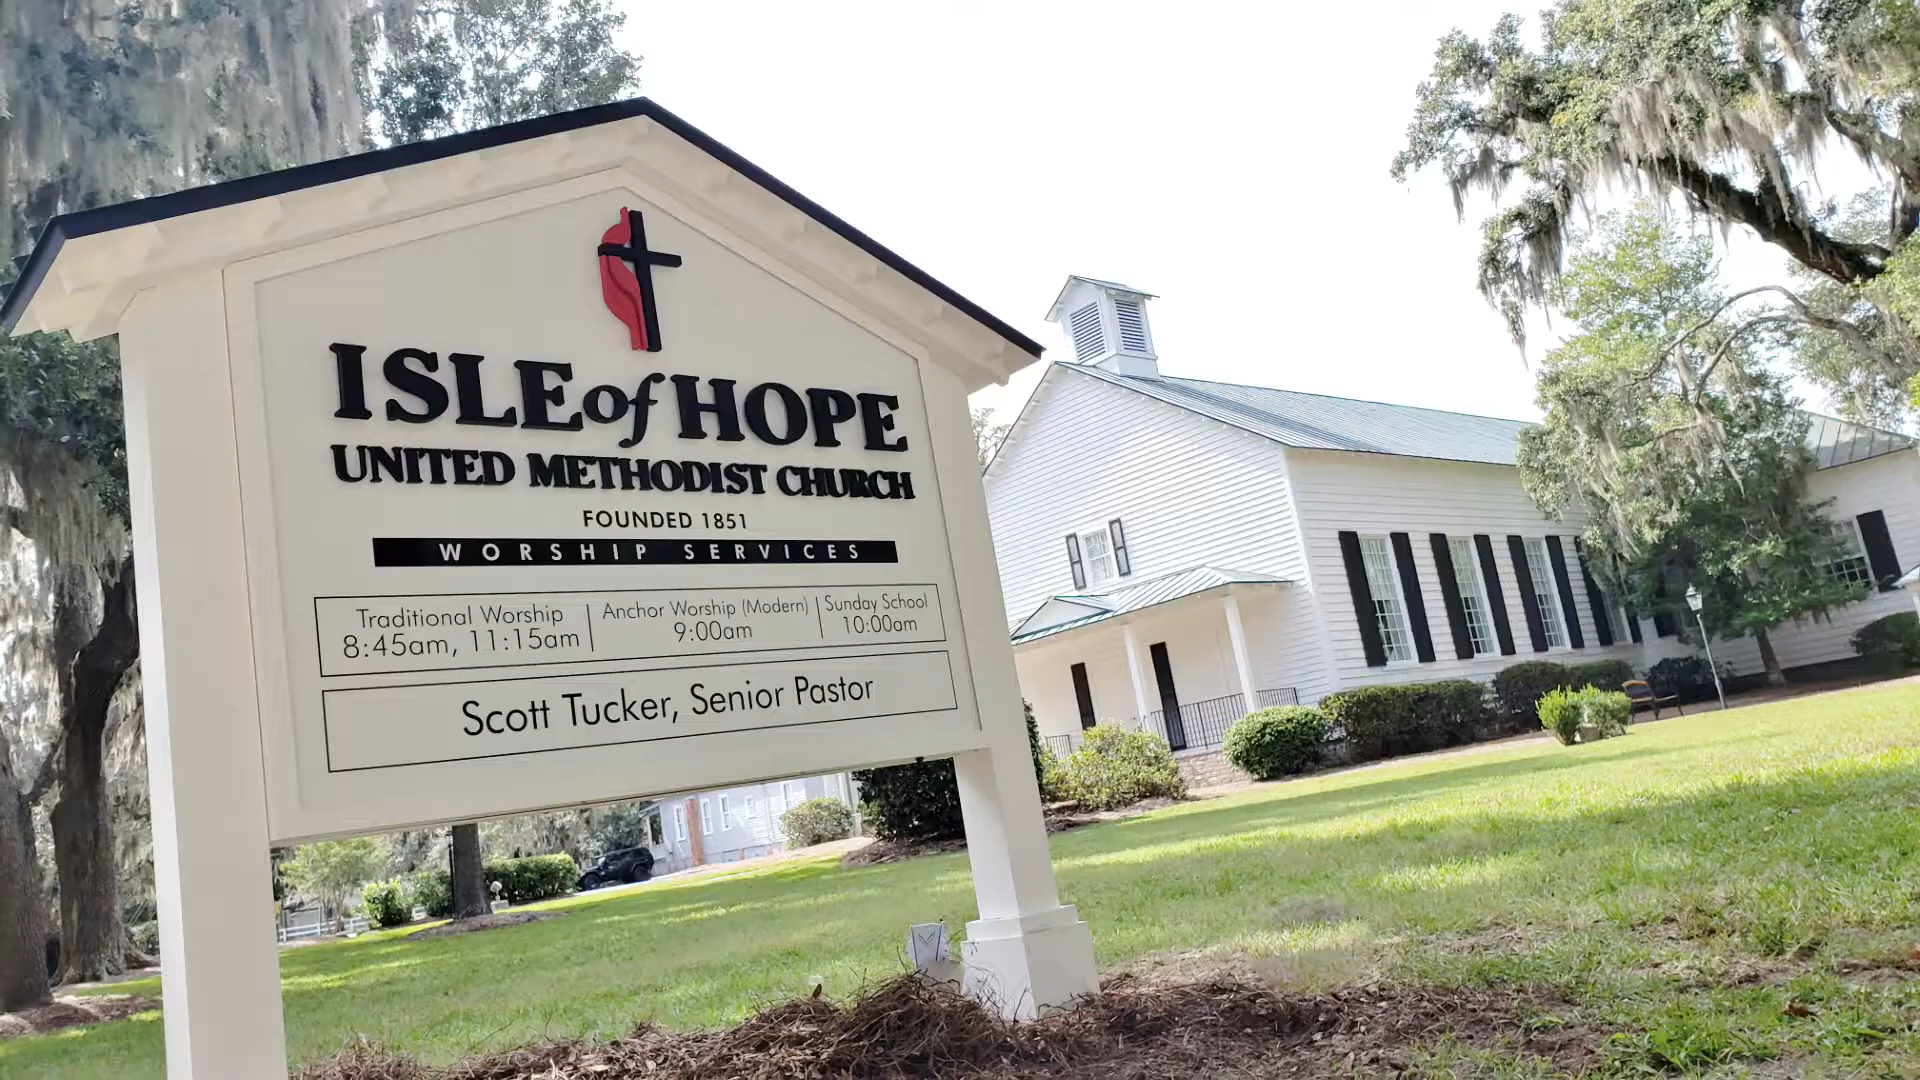 ISLE of HOPE
UNITED METHODIST CHURCH
FOUNDED 1851
WORSHIP SERVICES
Traditional Worship
8:45am, 11:15am
Anchor Worship (Modern)
9:00am
Sunday School
10:00am
Scott Tucker, Senior Pastor